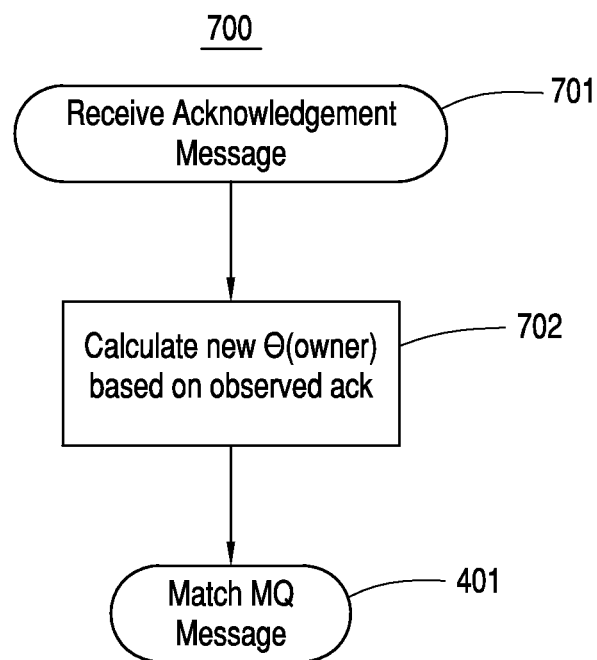 700
Receive Acknowledgement
Message
701
Calculate new Θ(owner)
based on observed ack
702
Match MQ
Message
401